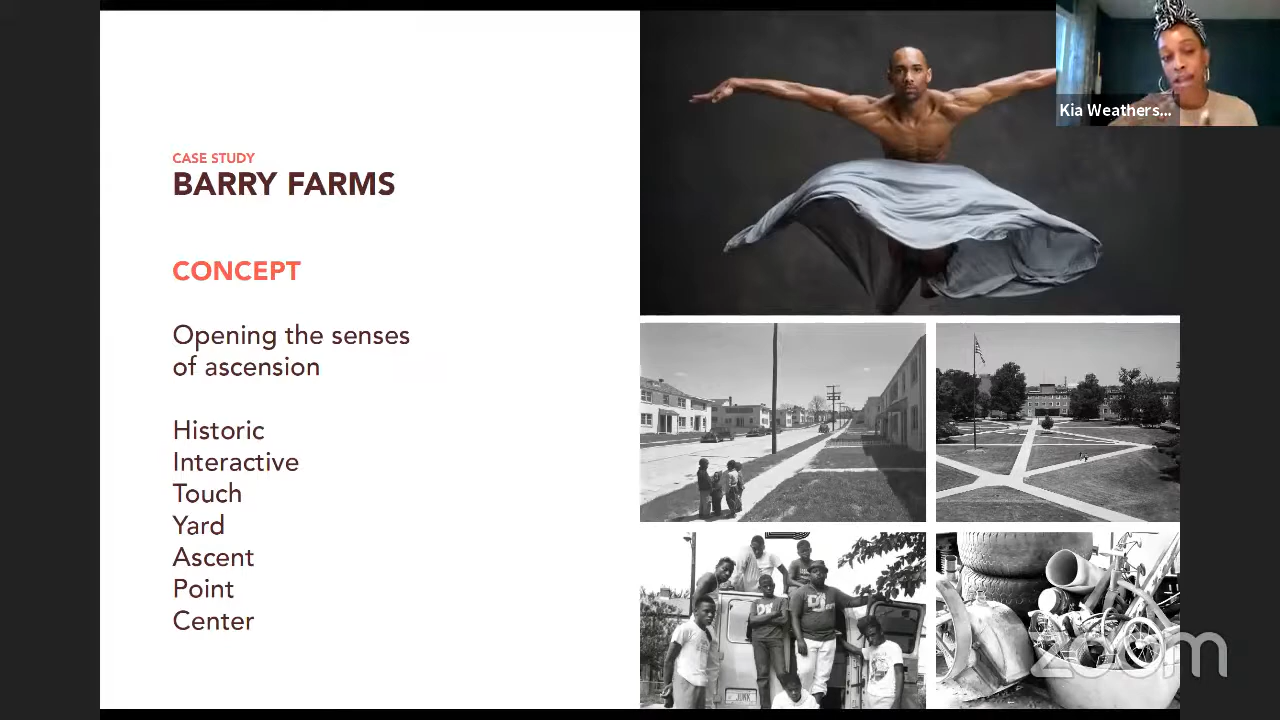 CASE STUDY
BARRY FARMS
CONCEPT
Opening the senses
of ascension
Historic
Interactive
Touch
Yard
Ascent
Point
Center
Kia Weathers...
JUNK
zoom